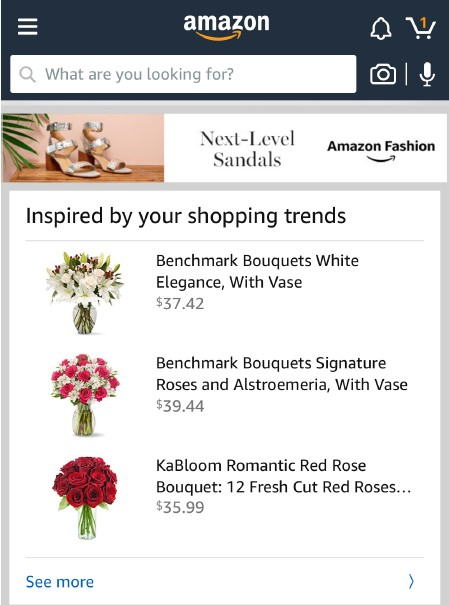 amazon
1
What are you looking for?
Next-Level
Sandals
Amazon Fashion
Inspired by your shopping trends
Benchmark Bouquets White
Elegance, With Vase
$37.42
Benchmark Bouquets Signature
Roses and Alstroemeria, With Vase
$39.44
KaBloom Romantic Red Rose
Bouquet: 12 Fresh Cut Red Roses…
$35.99
See more